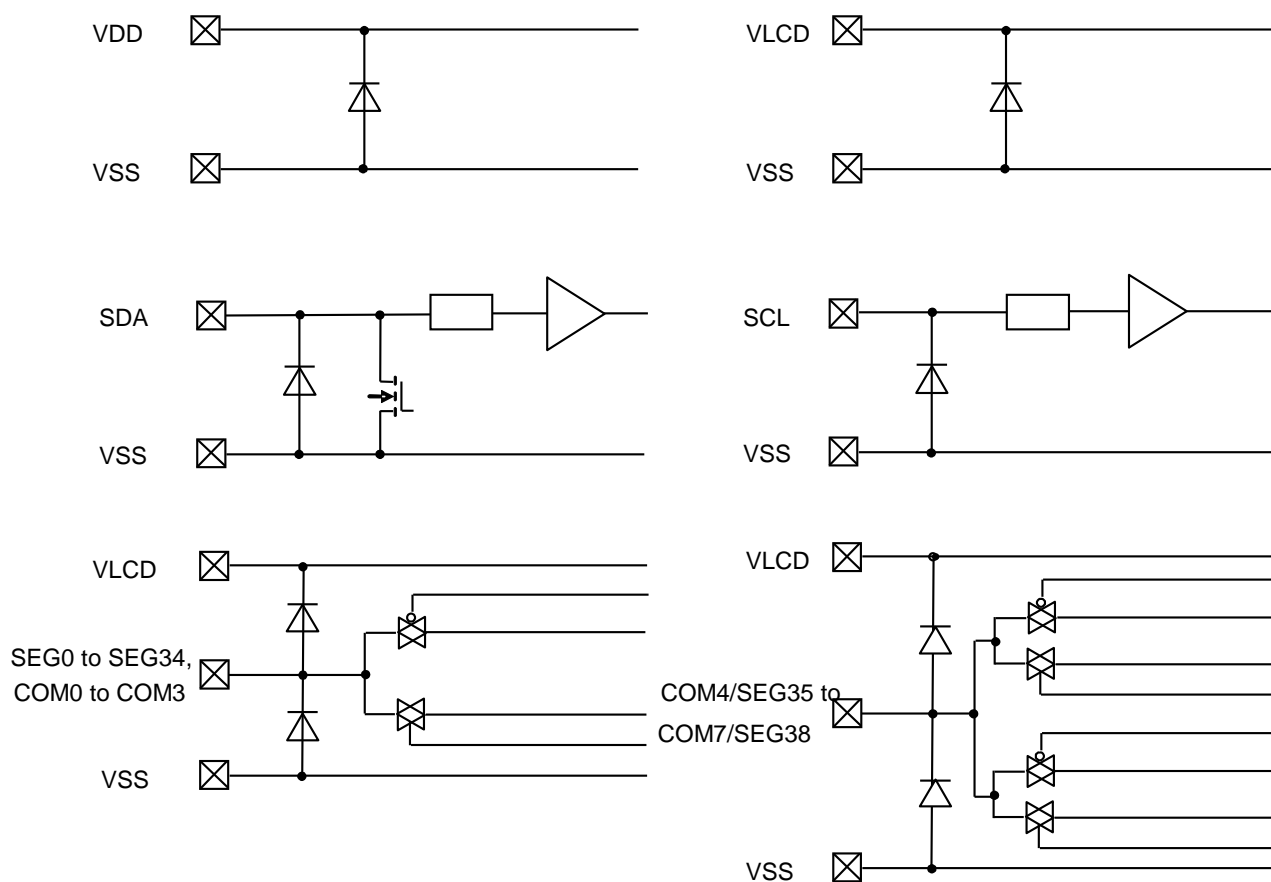 VDD
VLCD
VSS
VSS
SDA
SCL
VSS
VSS
VLCD
VLCD
SEG0 to SEG34,
COM0 to COM3
COM4/SEG35 to
COM7/SEG38
VSS
VSS